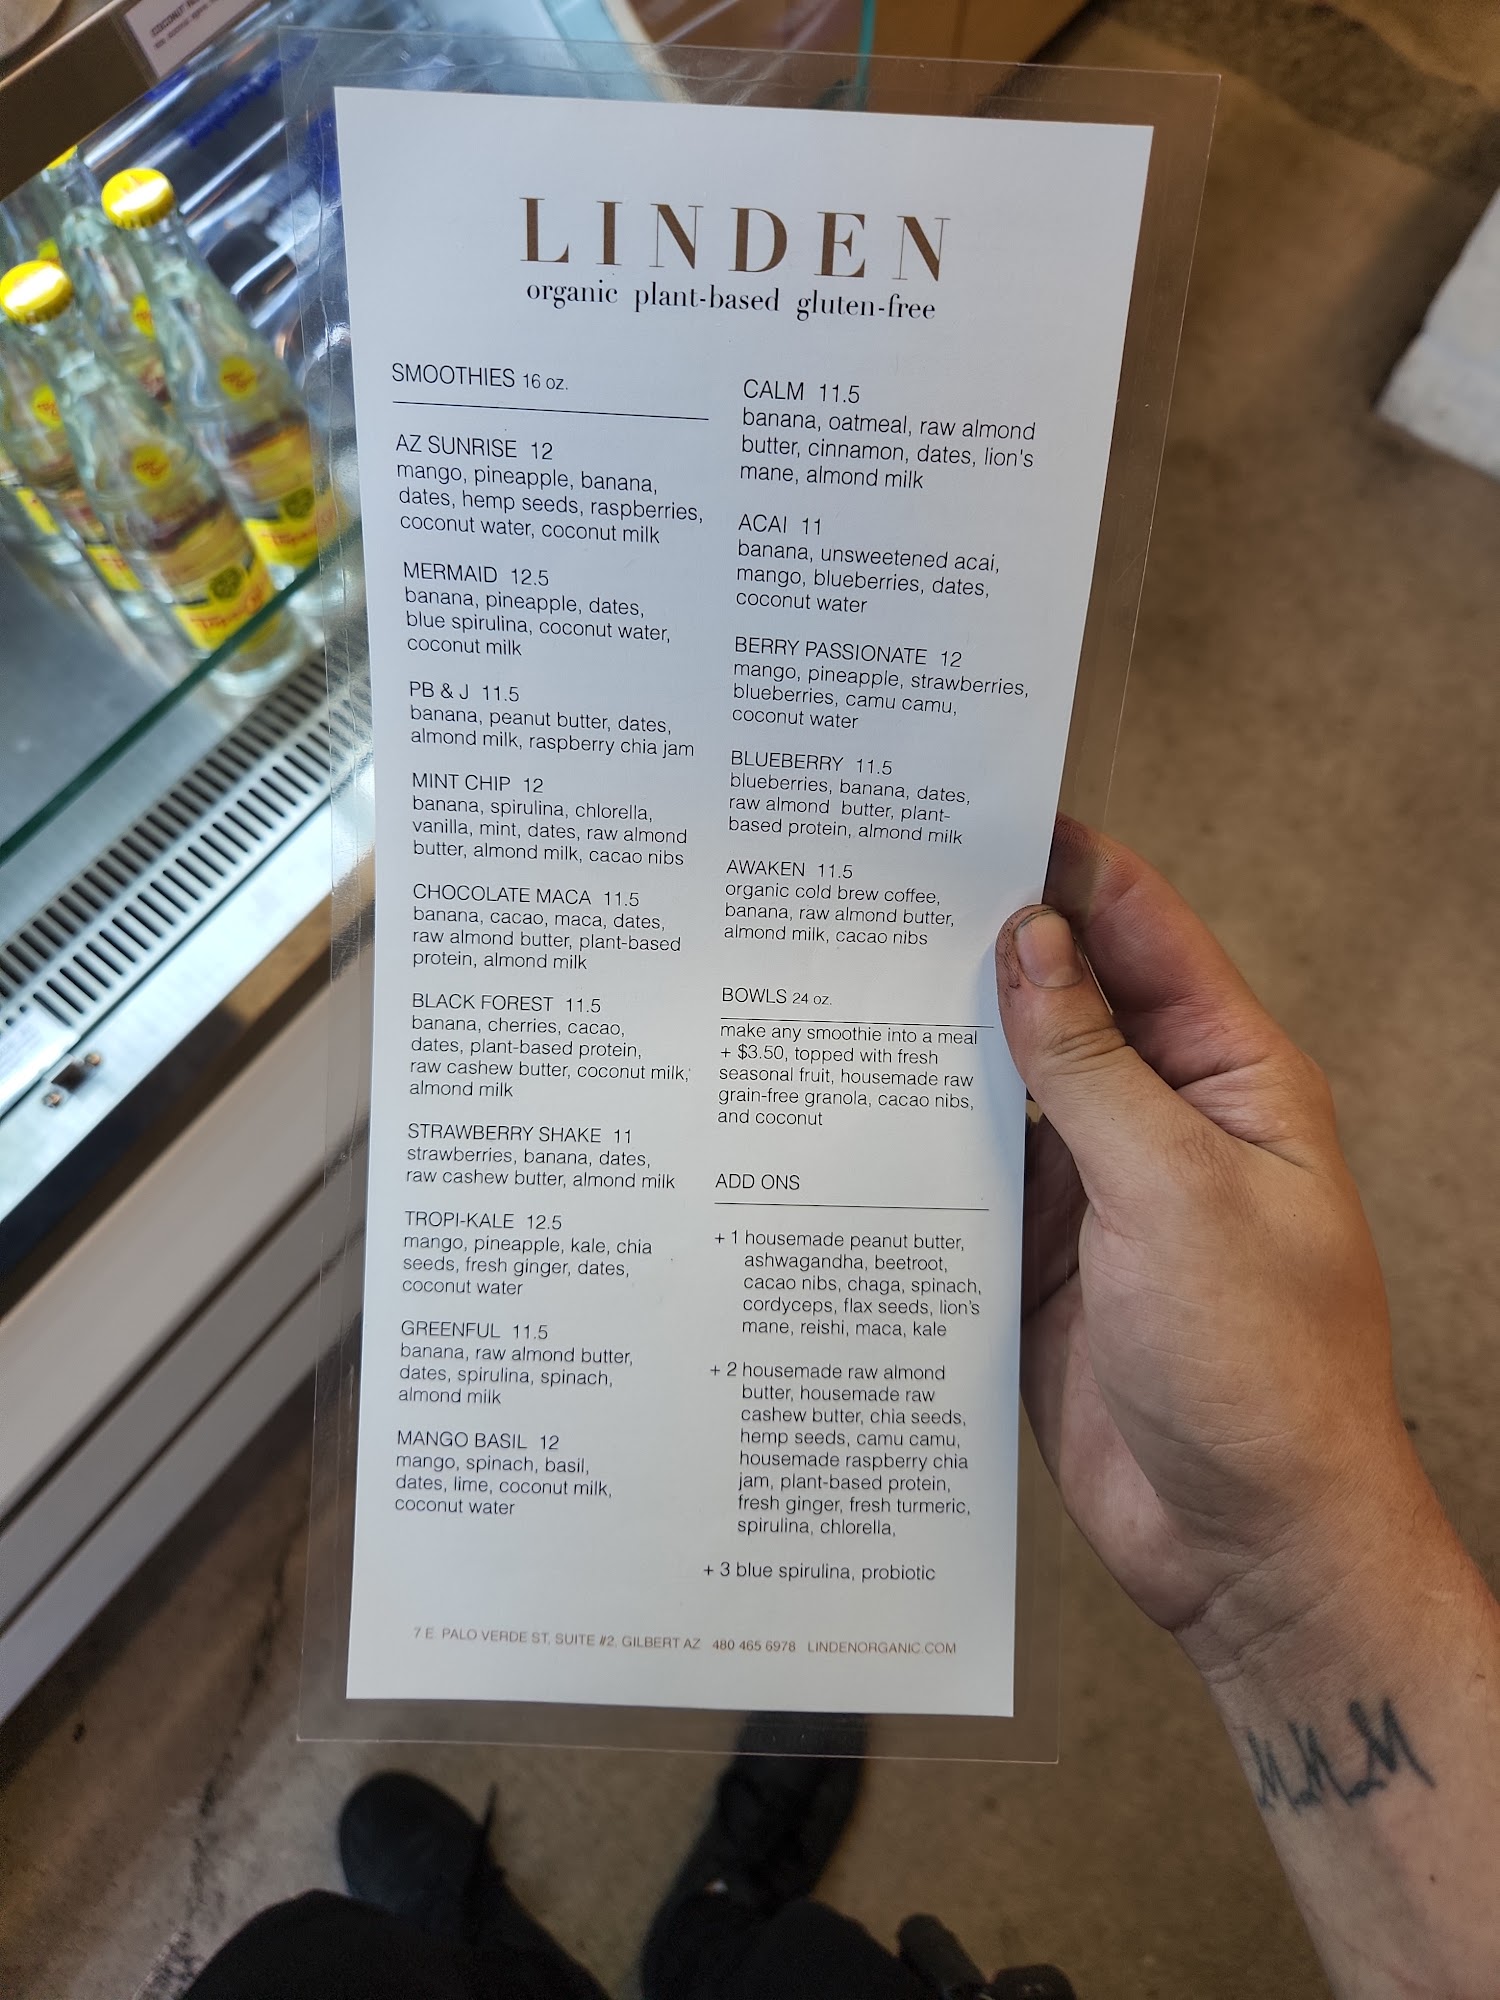 LINDEN
organic plant-based gluten-free
SMOOTHIES 16 oz.
AZ SUNRISE 12
mango, pineapple, banana,
dates, hemp seeds, raspberries,
coconut water, coconut milk
MERMAID 12.5
banana, pineapple, dates,
blue spirulina, coconut water,
coconut milk
PB & J 11.5
banana, peanut butter, dates,
almond milk, raspberry chia jam
MINT CHIP 12
banana, spirulina, chlorella,
vanilla, mint, dates, raw almond
butter, almond milk, cacao nibs
CHOCOLATE MACA 11.5
banana, cacao, maca, dates,
raw almond butter, plant-based
protein, almond milk
BLACK FOREST 11.5
banana, cherries, cacao,
dates, plant-based protein,
raw cashew butter, coconut milk,
almond milk
STRAWBERRY SHAKE 11
strawberries, banana, dates,
raw cashew butter, almond milk
TROPI-KALE 12.5
mango, pineapple, kale, chia
seeds, fresh ginger, dates,
coconut water
GREENFUL 11.5
banana, raw almond butter,
dates, spirulina, spinach,
almond milk
MANGO BASIL 12
mango, spinach, basil,
dates, lime, coconut milk,
coconut water
CALM 11.5
banana, oatmeal, raw almond
butter, cinnamon, dates, lion's
mane, almond milk
ACAI 11
banana, unsweetened acai,
mango, blueberries, dates,
coconut water
BERRY PASSIONATE 12
mango, pineapple, strawberries,
blueberries, camu camu,
coconut water
BLUEBERRY 11.5
blueberries, banana, dates,
raw almond butter, plant-
based protein, almond milk
AWAKEN 11.5
organic cold brew coffee,
banana, raw almond butter,
almond milk, cacao nibs
BOWLS 24 oz.
make any smoothie into a meal
+ $3.50, topped with fresh
seasonal fruit, housemade raw
grain-free granola, cacao nibs,
and coconut
ADD ONS
+ 1 housemade peanut butter,
ashwagandha, beetroot,
cacao nibs, chaga, spinach,
cordyceps, flax seeds, lion's
mane, reishi, maca, kale
+ 2 housemade raw almond
butter, housemade raw
cashew butter, chia seeds,
hemp seeds, camu camu,
housemade raspberry chia
jam, plant-based protein,
fresh ginger, fresh turmeric,
spirulina, chlorella,
+ 3 blue spirulina, probiotic
7 E. PALO VERDE ST, SUITE #2, GILBERT AZ 480 465 6978 LINDENORGANIC.COM